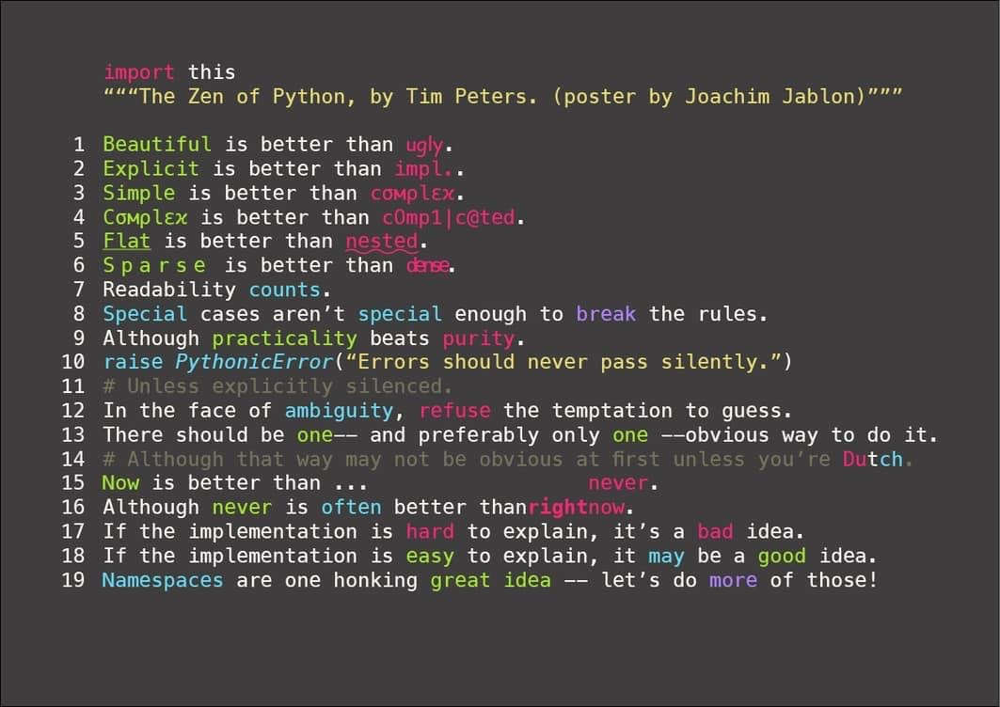 import this
“““The Zen of Python, by Tim Peters. (poster by Joachim Jablon)”””
1 Beautiful is better than ugly.
2 Explicit is better than impl..
3 Simple is better than cσмρlεϰ.
4 Cσмρlεϰ is better than cOmp1|c@ted.
5 Flat is better than nested.
6 Sparse is better than dense.
7 Readability counts.
8 Special cases aren’t special enough to break the rules.
9 Although practicality beats purity.
10 raise PythonicError(“Errors should never pass silently.”)
11 # Unless explicitly silenced.
12 In the face of ambiguity, refuse the temptation to guess.
13 There should be one–– and preferably only one ––obvious way to do it.
14 # Although that way may not be obvious at first unless you’re Dutch.
15 Now is better than ... never.
16 Although never is often better thanrightnow.
17 If the implementation is hard to explain, it’s a bad idea.
18 If the implementation is easy to explain, it may be a good idea.
19 Namespaces are one honking great idea –– let’s do more of those!